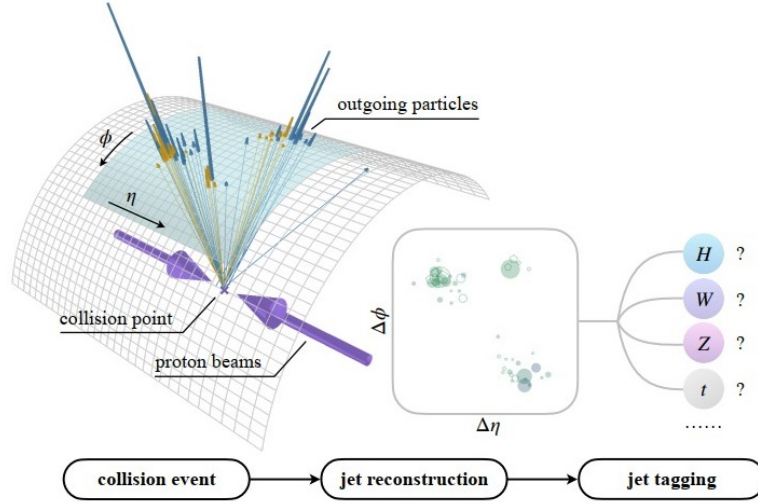 outgoing particles
ϕ
η
collision point
proton beams
Δϕ
Δη
H ?
W ?
Z ?
t ?
......
collision event
jet reconstruction
jet tagging